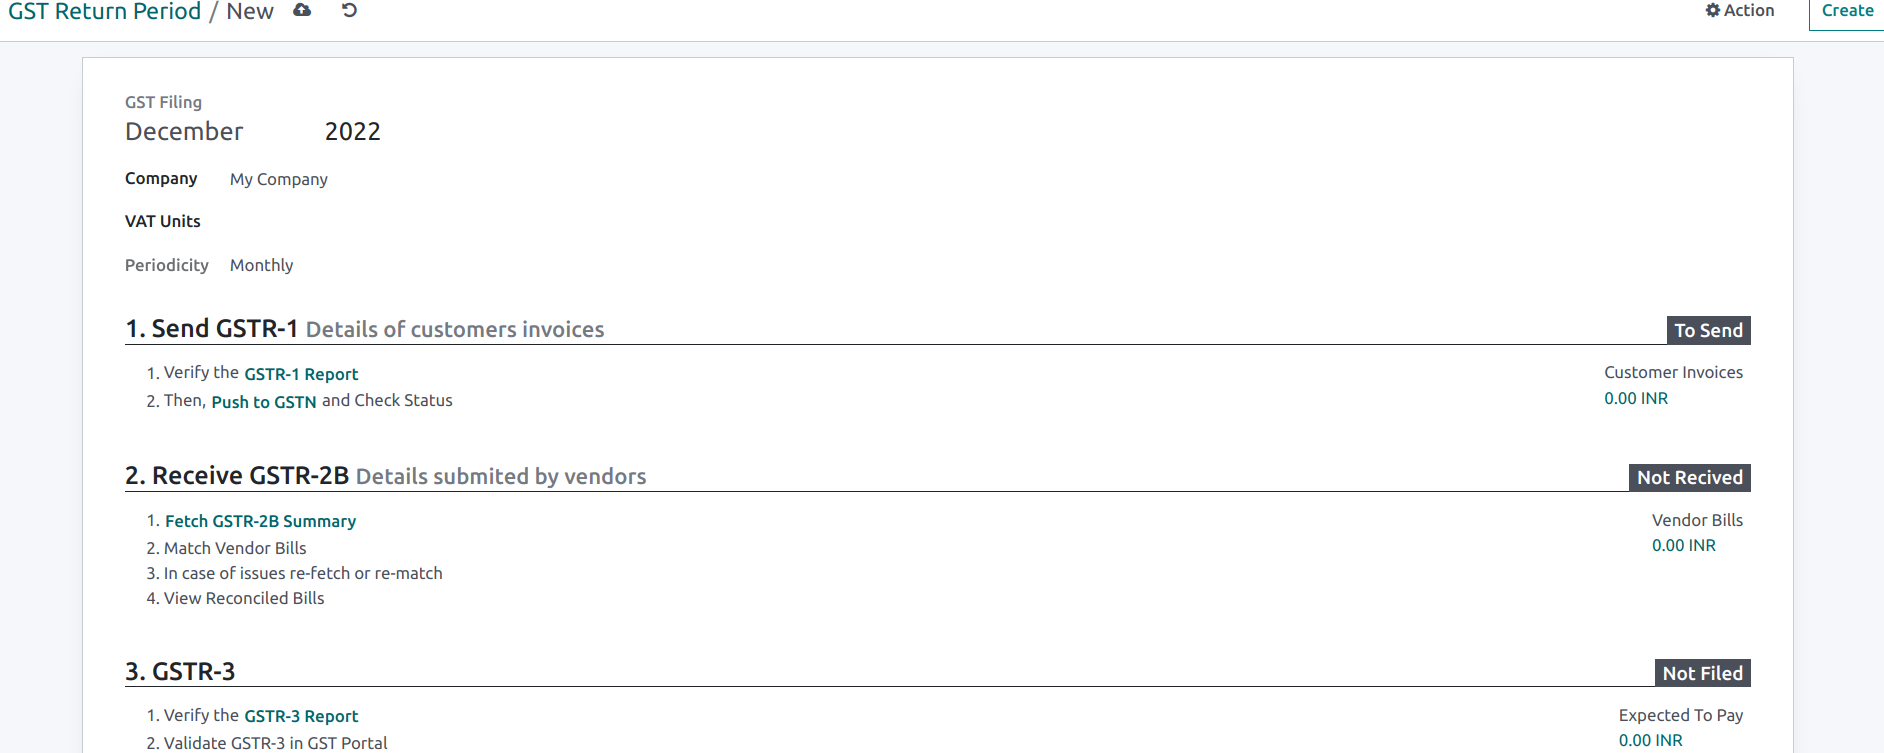 GST Return Period / New
Action
Create
GST Filing
December 2022
Company My Company
VAT Units
Periodicity Monthly
1. Send GSTR-1 Details of customers invoices
To Send
1. Verify the GSTR-1 Report
2. Then, Push to GSTN and Check Status
Customer Invoices
0.00 INR
2. Receive GSTR-2B Details submited by vendors
Not Recived
1. Fetch GSTR-2B Summary
2. Match Vendor Bills
3. In case of issues re-fetch or re-match
4. View Reconciled Bills
Vendor Bills
0.00 INR
3. GSTR-3
Not Filed
1. Verify the GSTR-3 Report
2. Validate GSTR-3 in GST Portal
Expected To Pay
0.00 INR